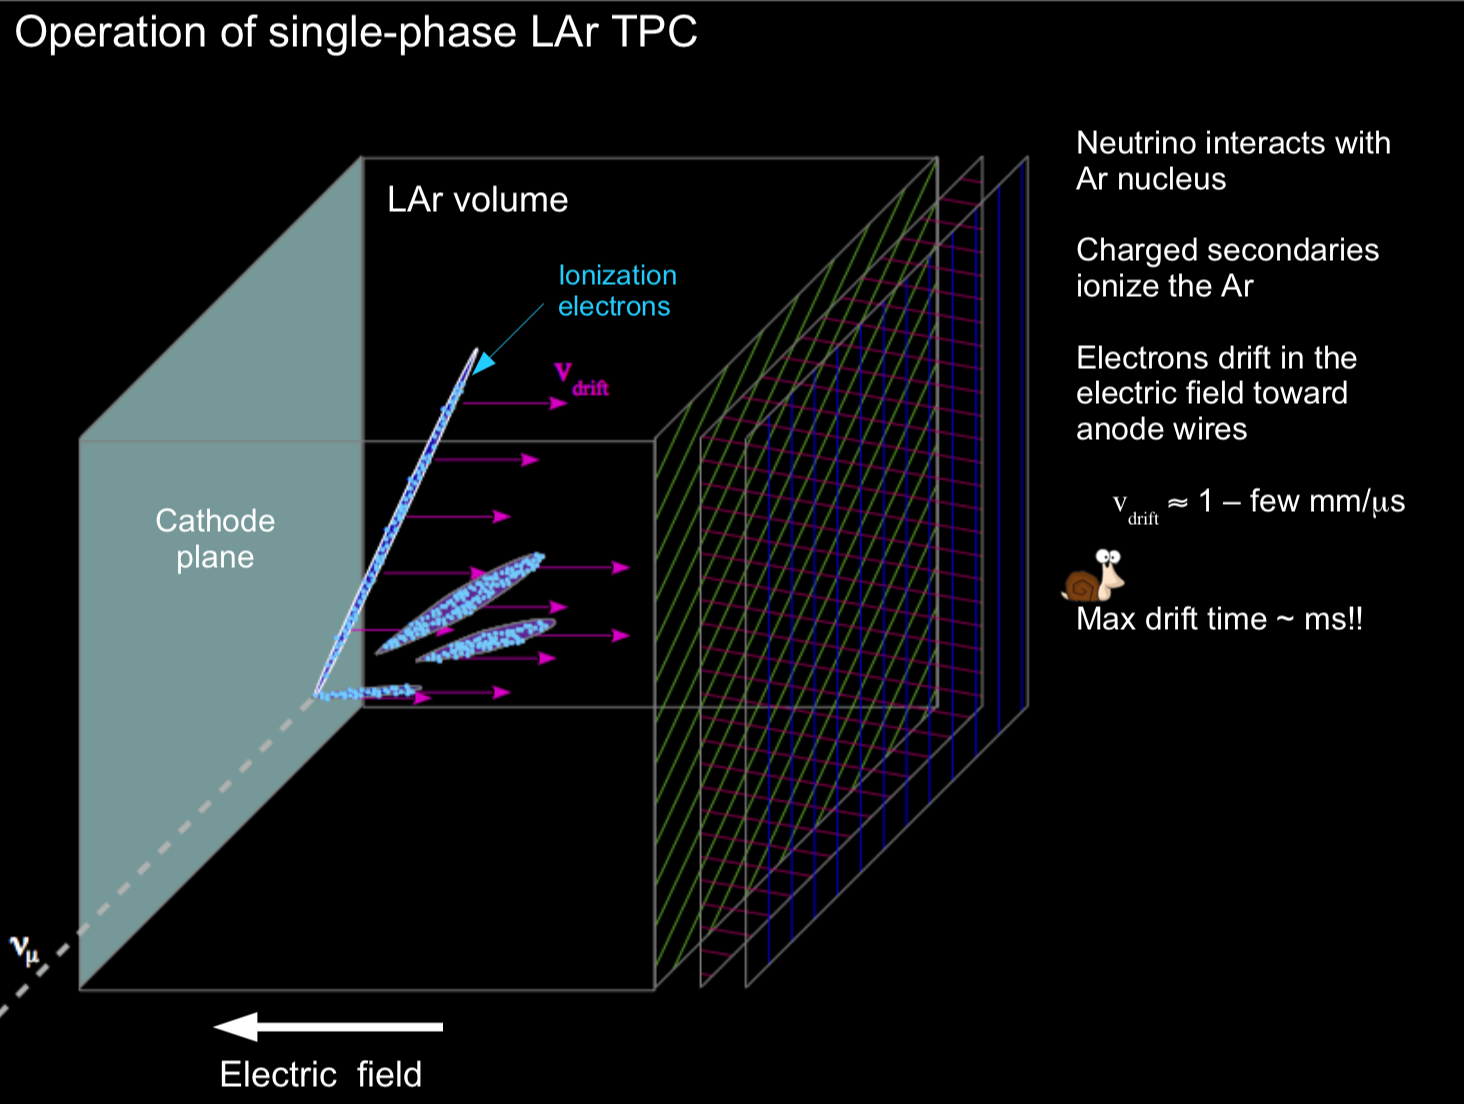 Operation of single-phase LAr TPC
LAr volume
Ionization
electrons
v drift
Cathode
plane
νμ
Electric field
Neutrino interacts with
Ar nucleus
Charged secondaries
ionize the Ar
Electrons drift in the
electric field toward
anode wires
v drift ≈ 1 – few mm/μs
Max drift time ~ ms!!